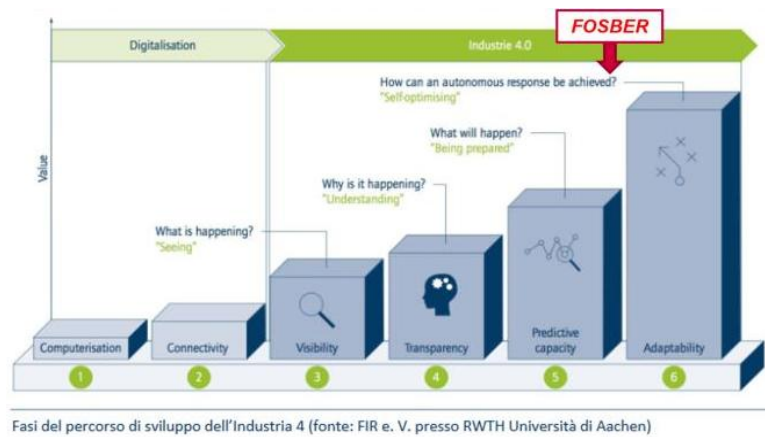 FOSBER
Digitalisation
Industrie 4.0
How can an autonomous response be achieved?
"Self-optimising"
What will happen?
"Being prepared"
Why is it happening?
"Understanding"
What is happening?
"Seeing"
Value
Computerisation
Connectivity
Visibility
Transparency
Predictive
capacity
Adaptability
1
2
3
4
5
6
Fasi del percorso di sviluppo dell'Industria 4 (fonte: FIR e. V. presso RWTH Università di Aachen)